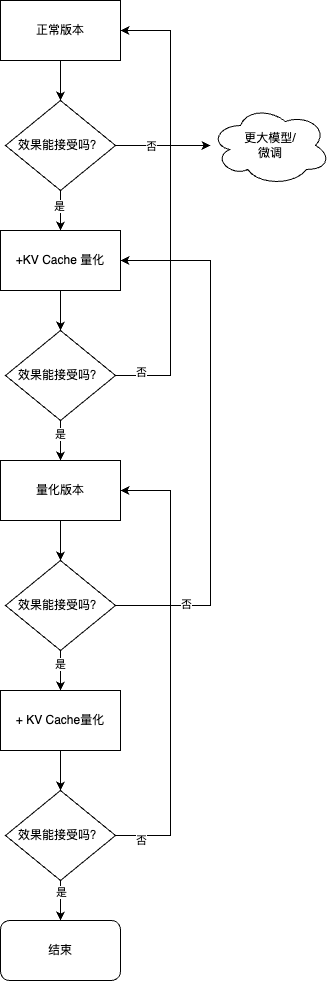 正常版本
效果能接受吗?
否
更大模型/
微调
是
+KV Cache 量化
效果能接受吗?
否
是
量化版本
效果能接受吗?
否
是
+ KV Cache量化
效果能接受吗?
否
是
结束